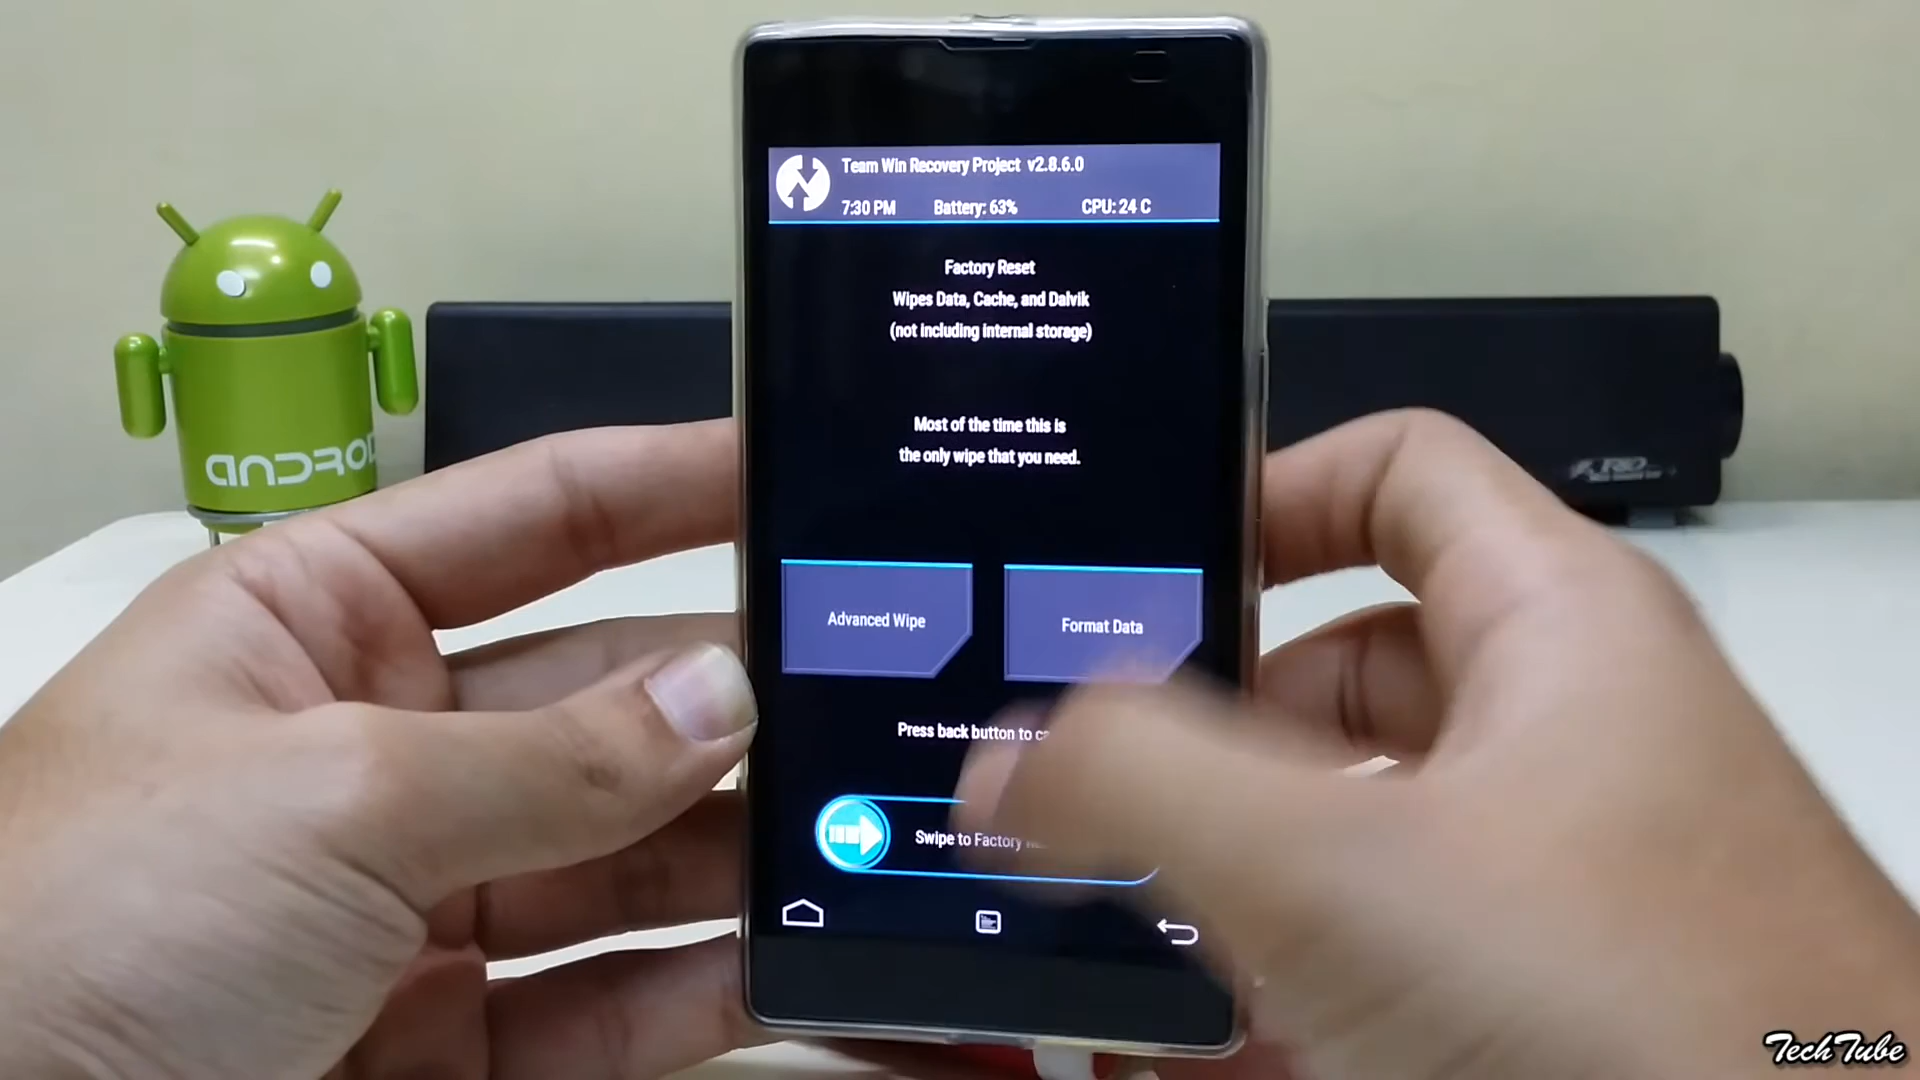 Team Win Recovery Project v2.8.6.0
7:30 PM Battery: 63% CPU: 24 C
Factory Reset
Wipes Data, Cache, and Dalvik
(not including internal storage)
Most of the time this is
the only wipe that you need.
ANDROID
Advanced Wipe
Format Data
Press back button to
Swipe to Factory
TechTube